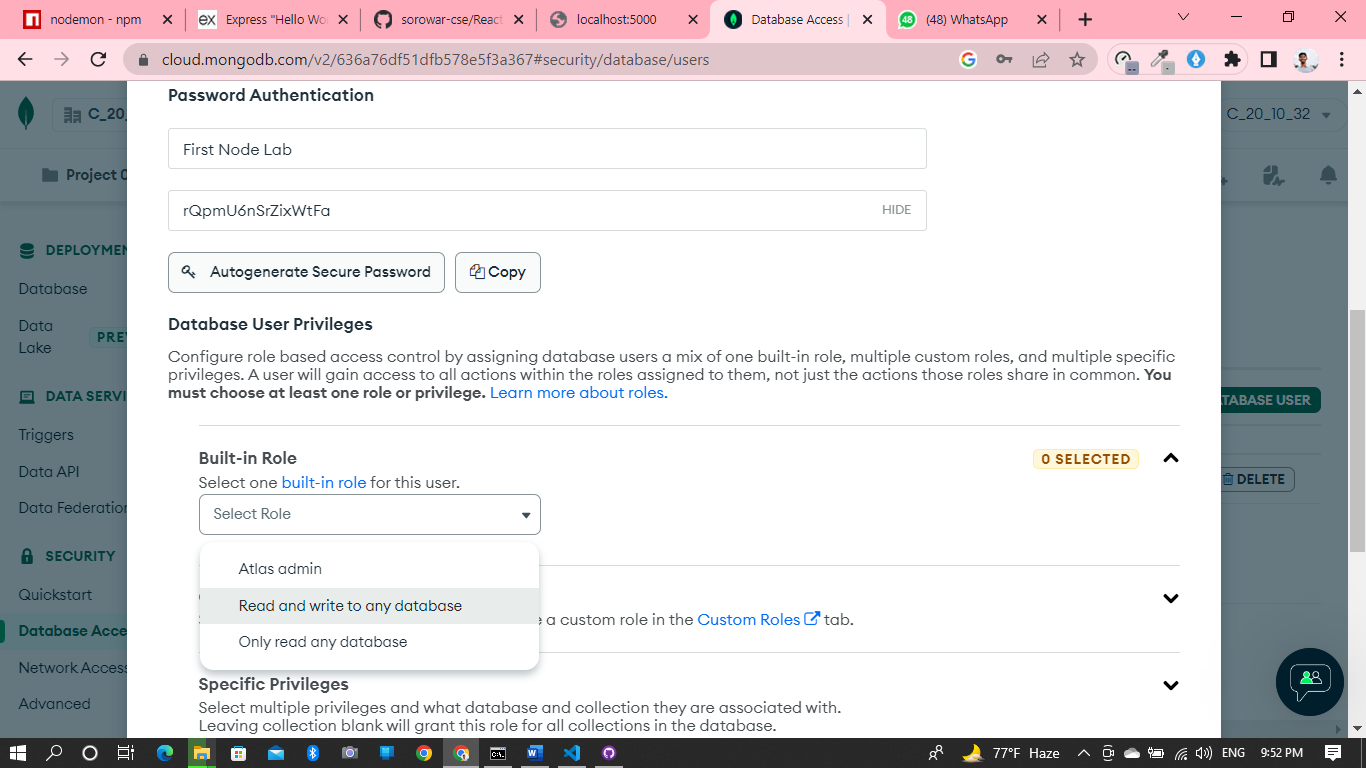 nodemon - npm
Express "Hello Wo
sorowar-cse/React
localhost:5000
Database Access |
(48) WhatsApp
cloud.mongodb.com/v2/636a76df51dfb578e5f3a367#security/database/users
C_20_
C_20_10_32
Project 0
Password Authentication
First Node Lab
rQpmU6nSrZixWtFa HIDE
Autogenerate Secure Password Copy
DEPLOYMEN
Database
Data
Lake
PRE
DATA SERVI
Triggers
Data API
Data Federation
SECURITY
Quickstart
Database Acce
Network Access
Advanced
Database User Privileges
Configure role based access control by assigning database users a mix of one built-in role, multiple custom roles, and multiple specific
privileges. A user will gain access to all actions within the roles assigned to them, not just the actions those roles share in common. You
must choose at least one role or privilege. Learn more about roles.
TABASE USER
DELETE
Built-in Role 0 SELECTED
Select one built-in role for this user.
Select Role
Atlas admin
Read and write to any database
Only read any database
a custom role in the Custom Roles tab.
Specific Privileges
Select multiple privileges and what database and collection they are associated with.
Leaving collection blank will grant this role for all collections in the database.
77°F Haze ENG 9:52 PM